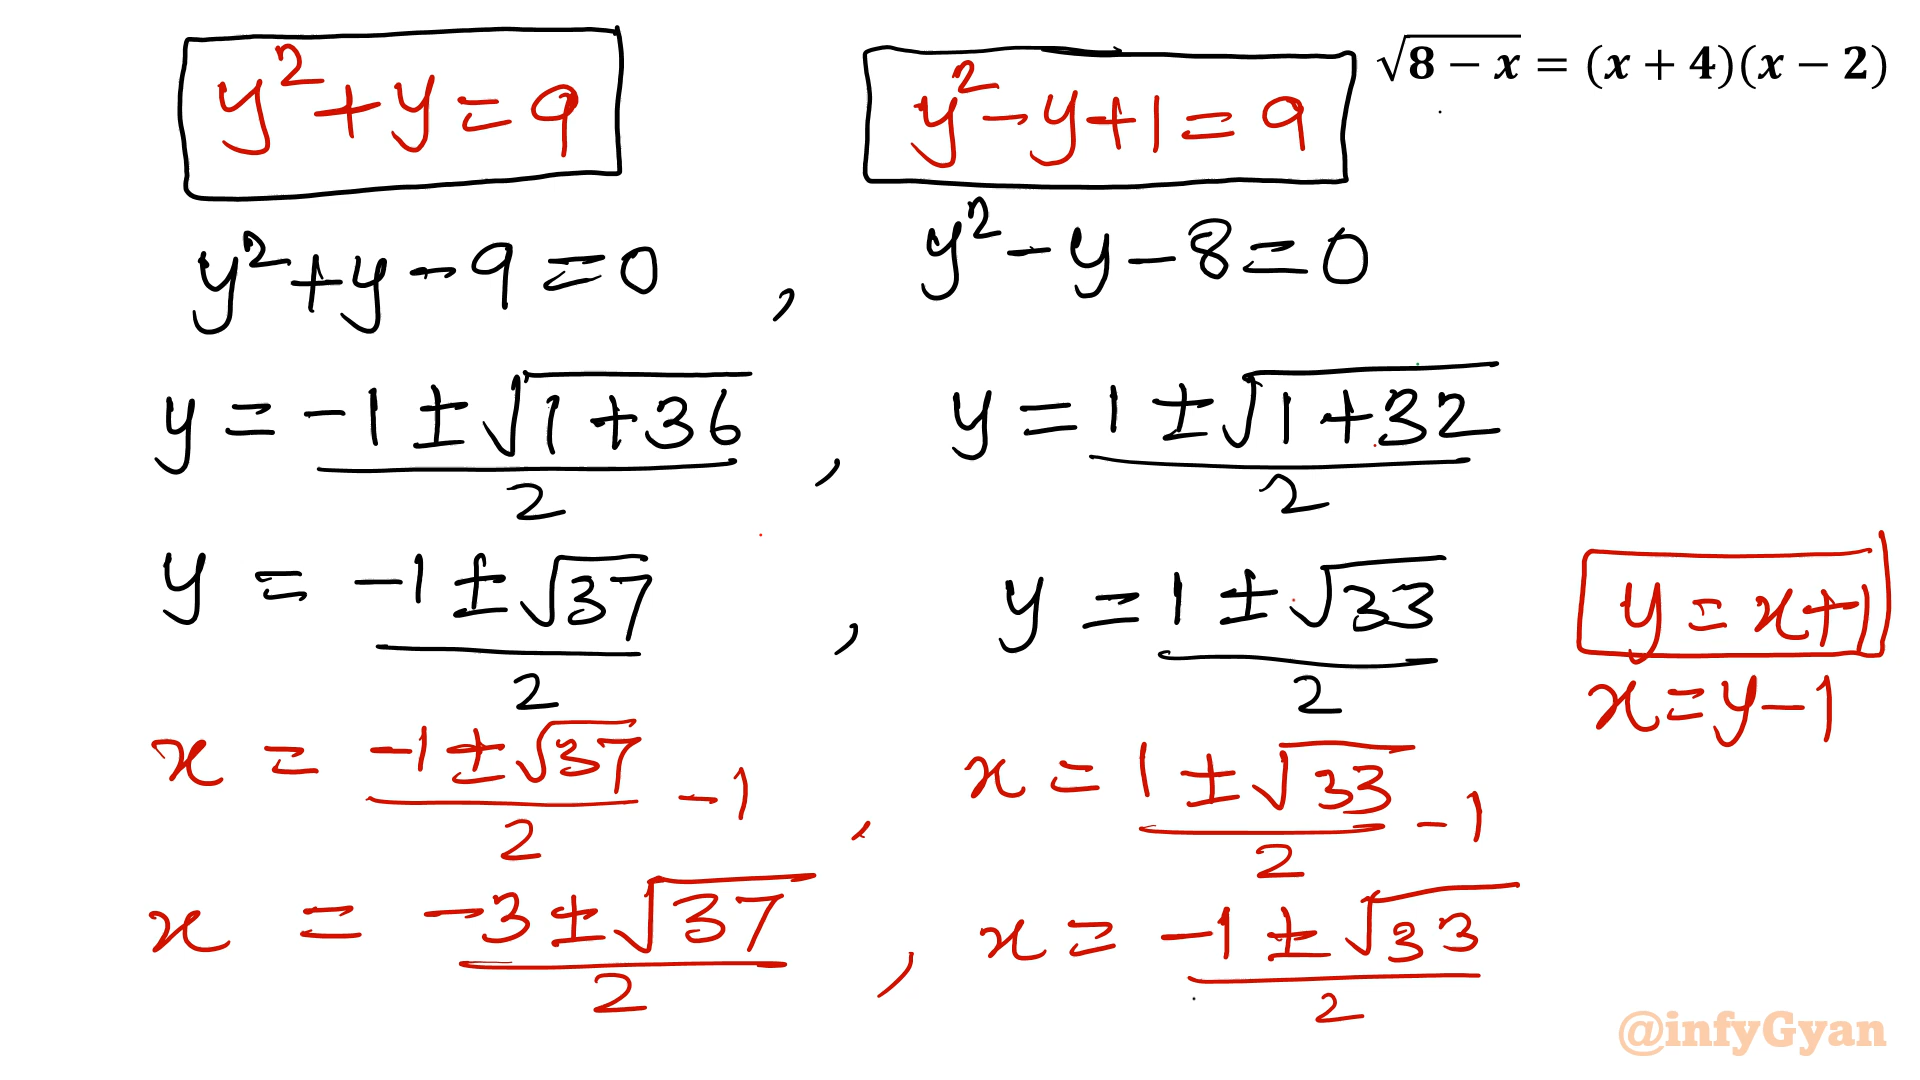 y² + y = 9    y² - y + 1 = 9    √(8 − x) = (x + 4)(x − 2)
y² + y - 9 = 0 , y² - y - 8 = 0
y = (-1 ± √(1 + 36))/2 , y = (1 ± √(1 + 32))/2
y = (-1 ± √37)/2 , y = (1 ± √33)/2    y = x + 1
x = y - 1
x = (-1 ± √37)/2 - 1 , x = (1 ± √33)/2 - 1
x = (-3 ± √37)/2 , x = (-1 ± √33)/2
@infyGyan